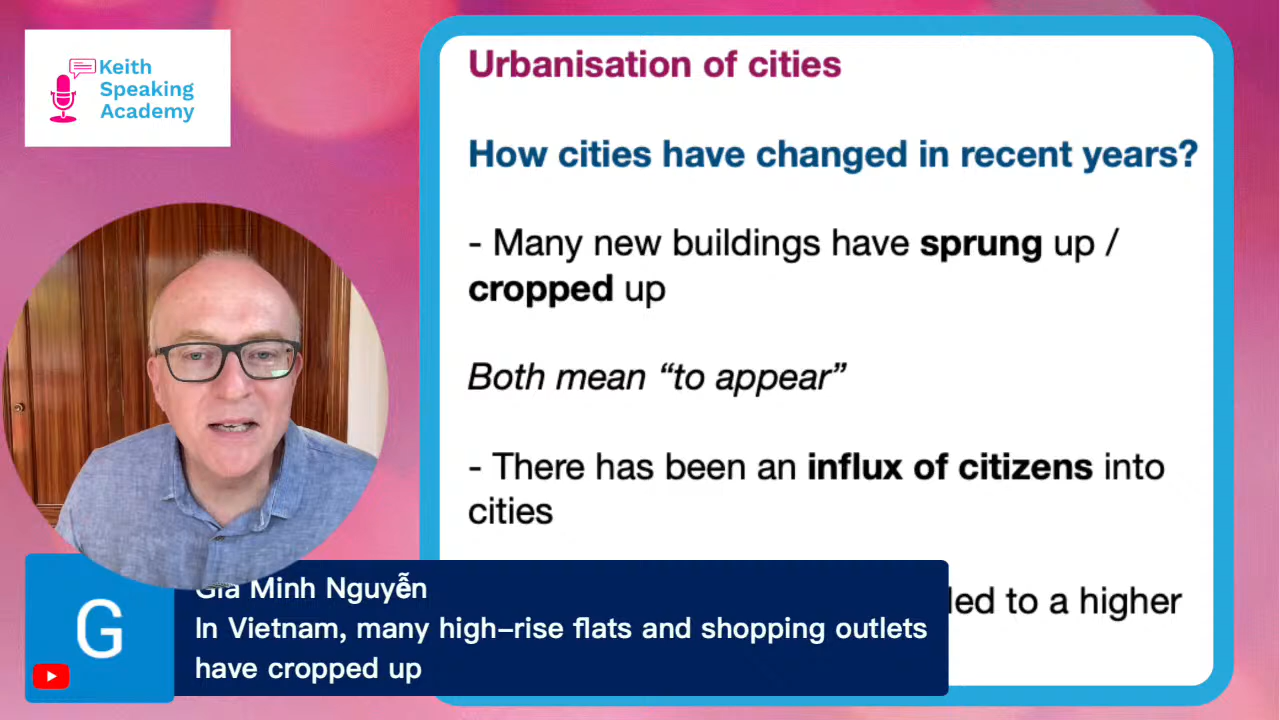 Keith
Speaking
Academy
Urbanisation of cities
How cities have changed in recent years?
- Many new buildings have sprung up /
cropped up
Both mean “to appear”
- There has been an influx of citizens into
cities
led to a higher
G
Gia Minh Nguyễn
In Vietnam, many high-rise flats and shopping outlets
have cropped up